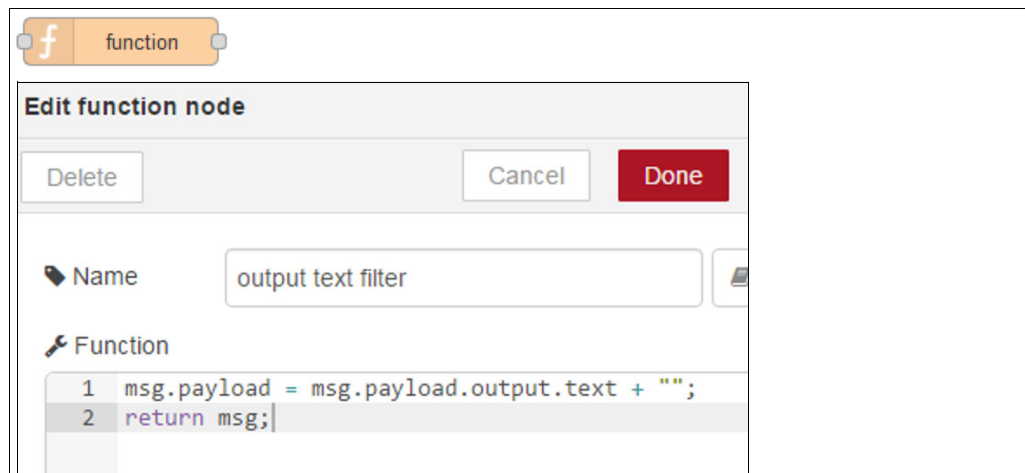 function
Edit function node
Delete Cancel Done
Name output text filter
Function
1 msg.payload = msg.payload.output.text + "";
2 return msg;